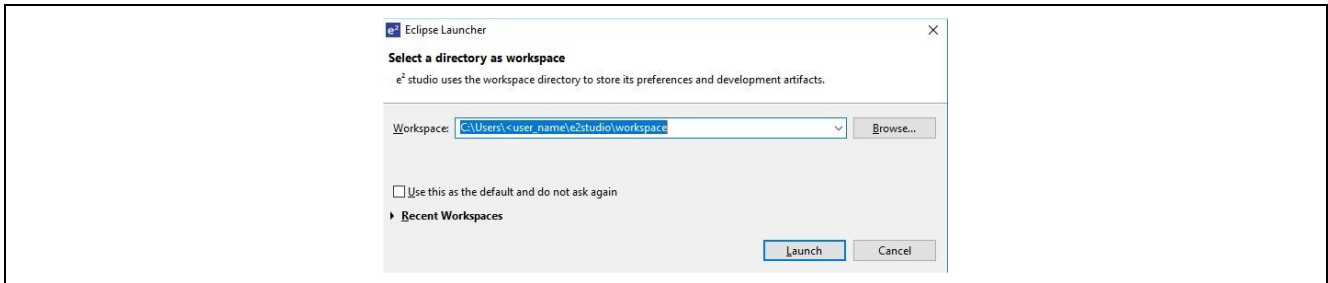 e² Eclipse Launcher
Select a directory as workspace
e² studio uses the workspace directory to store its preferences and development artifacts.
Workspace: C:\Users\<user_name\e2studio\workspace Browse...
Use this as the default and do not ask again
Recent Workspaces
Launch Cancel